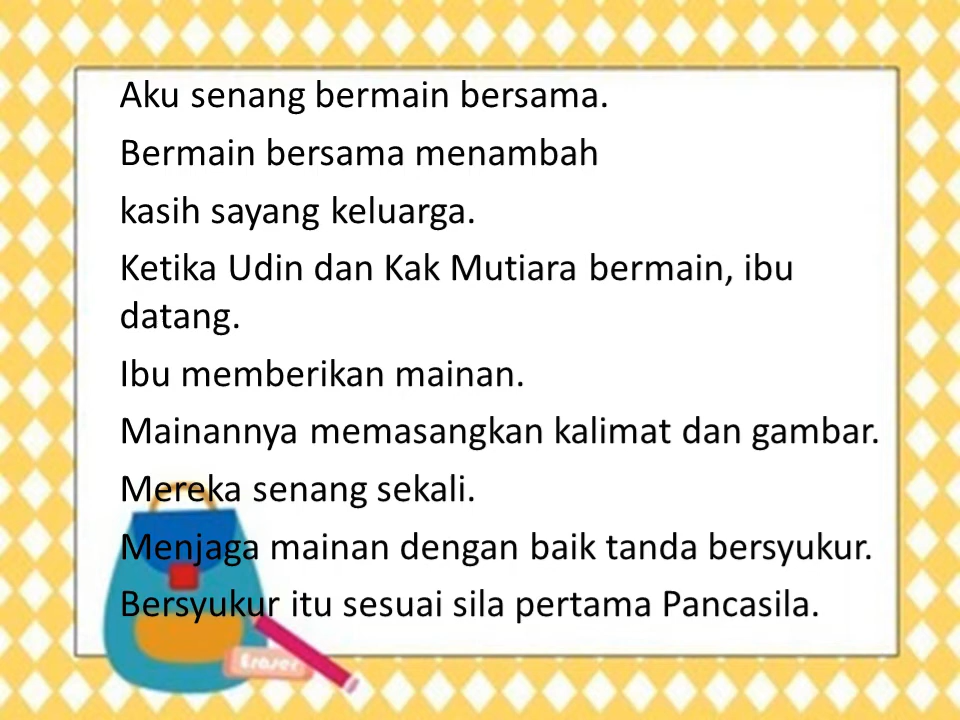 Aku senang bermain bersama.
Bermain bersama menambah
kasih sayang keluarga.
Ketika Udin dan Kak Mutiara bermain, ibu
datang.
Ibu memberikan mainan.
Mainannya memasangkan kalimat dan gambar.
Mereka senang sekali.
Menjaga mainan dengan baik tanda bersyukur.
Bersyukur itu sesuai sila pertama Pancasila.
Eraser